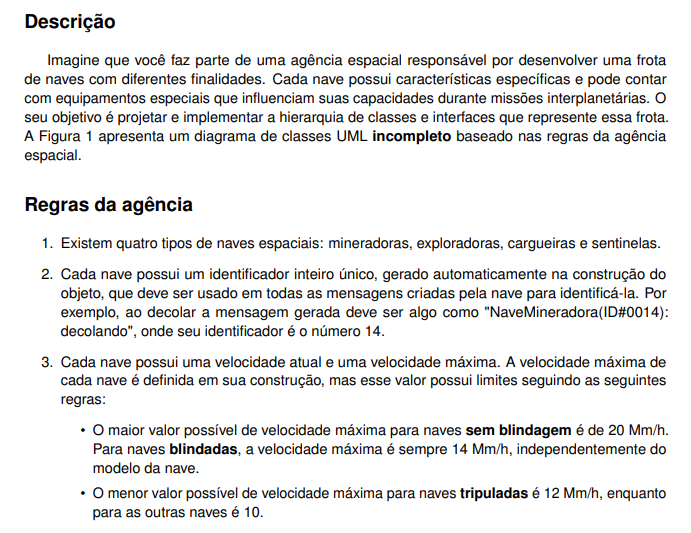 Descrição
Imagine que você faz parte de uma agência espacial responsável por desenvolver uma frota
de naves com diferentes finalidades. Cada nave possui características específicas e pode contar
com equipamentos especiais que influenciam suas capacidades durante missões interplanetárias. O
seu objetivo é projetar e implementar a hierarquia de classes e interfaces que represente essa frota.
A Figura 1 apresenta um diagrama de classes UML incompleto baseado nas regras da agência
espacial.
Regras da agência
1. Existem quatro tipos de naves espaciais: mineradoras, exploradoras, cargueiras e sentinelas.
2. Cada nave possui um identificador inteiro único, gerado automaticamente na construção do
objeto, que deve ser usado em todas as mensagens criadas pela nave para identificá-la. Por
exemplo, ao decolar a mensagem gerada deve ser algo como "NaveMineradora(ID#0014):
decolando", onde seu identificador é o número 14.
3. Cada nave possui uma velocidade atual e uma velocidade máxima. A velocidade máxima de
cada nave é definida em sua construção, mas esse valor possui limites seguindo as seguintes
regras:
• O maior valor possível de velocidade máxima para naves sem blindagem é de 20 Mm/h.
Para naves blindadas, a velocidade máxima é sempre 14 Mm/h, independentemente do
modelo da nave.
• O menor valor possível de velocidade máxima para naves tripuladas é 12 Mm/h, enquanto
para as outras naves é 10.